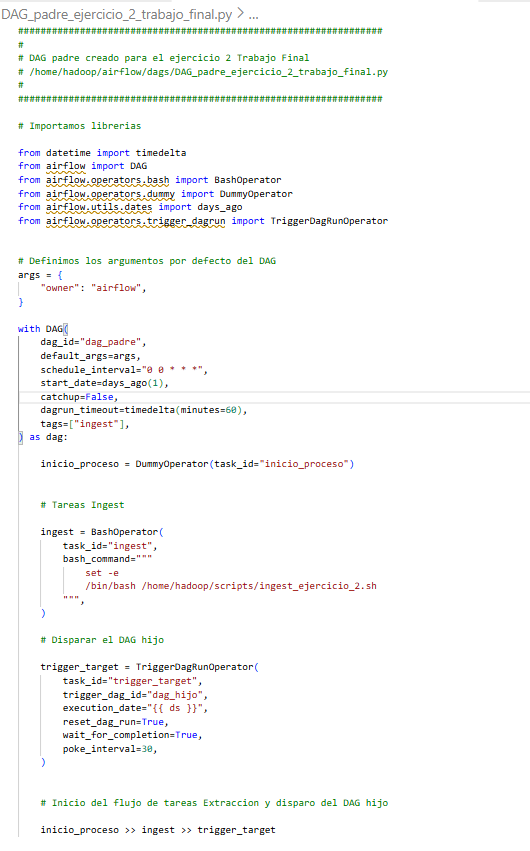 DAG_padre_ejercicio_2_trabajo_final.py > ...
#################################################################
#
# DAG padre creado para el ejercicio 2 Trabajo Final
# /home/hadoop/airflow/dags/DAG_padre_ejercicio_2_trabajo_final.py
#
#################################################################
# Importamos librerias
from datetime import timedelta
from airflow import DAG
from airflow.operators.bash import BashOperator
from airflow.operators.dummy import DummyOperator
from airflow.utils.dates import days_ago
from airflow.operators.trigger_dagrun import TriggerDagRunOperator
# Definimos los argumentos por defecto del DAG
args = {
    "owner": "airflow",
}
with DAG(
    dag_id="dag_padre",
    default_args=args,
    schedule_interval="0 0 * * *",
    start_date=days_ago(1),
    catchup=False,
    dagrun_timeout=timedelta(minutes=60),
    tags=["ingest"],
) as dag:
    inicio_proceso = DummyOperator(task_id="inicio_proceso")
    # Tareas Ingest
    ingest = BashOperator(
        task_id="ingest",
        bash_command="""
            set -e
            /bin/bash /home/hadoop/scripts/ingest_ejercicio_2.sh
        """,
    )
    # Disparar el DAG hijo
    trigger_target = TriggerDagRunOperator(
        task_id="trigger_target",
        trigger_dag_id="dag_hijo",
        execution_date="{{ ds }}",
        reset_dag_run=True,
        wait_for_completion=True,
        poke_interval=30,
    )
    # Inicio del flujo de tareas Extraccion y disparo del DAG hijo
    inicio_proceso >> ingest >> trigger_target